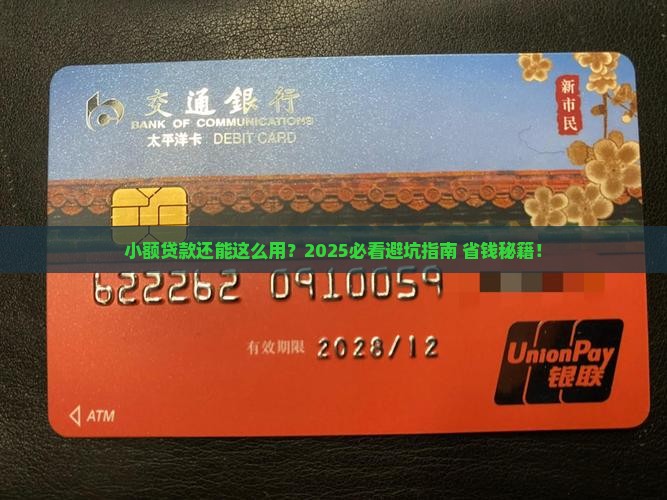 交通銀行
BANK OF COMMUNICATIONS
太平洋卡 DEBIT CARD
新市民
小额贷款还能这么用？2025必看避坑指南 省钱秘籍！
622262 0910059
有效期限 2028/12
UnionPay
银联
ATM